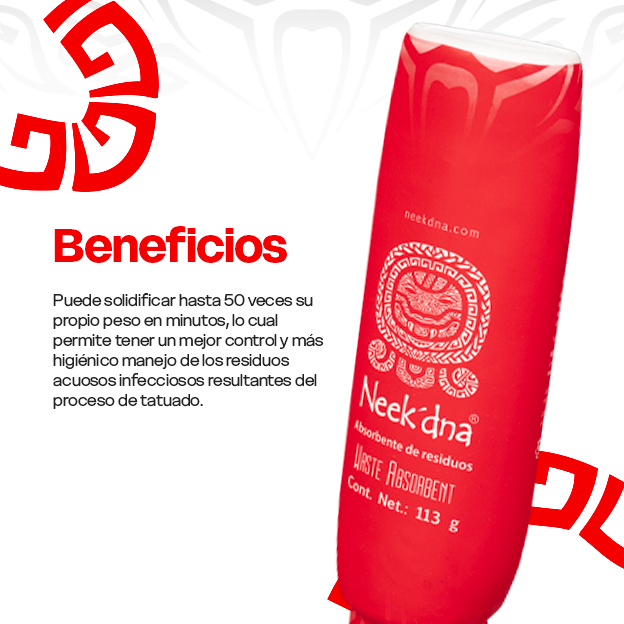 Beneficios
Puede solidificar hasta 50 veces su
propio peso en minutos, lo cual
permite tener un mejor control y más
higiénico manejo de los residuos
acuosos infecciosos resultantes del
proceso de tatuado.
neekdna.com
Neek´dna®
Absorbente de residuos
Waste Absorbent
Cont. Net.: 113 g